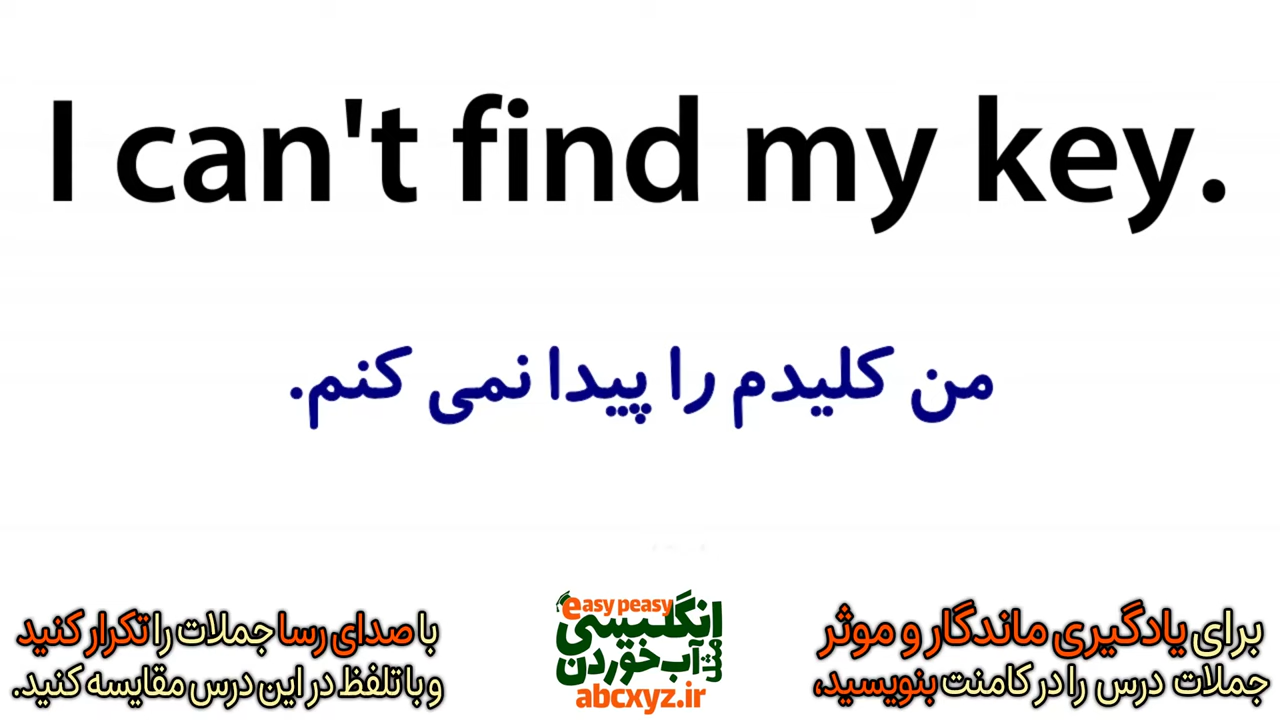 I can't find my key.
من کلیدم را پیدا نمی کنم.
برای یادگیری ماندگار و موثر
جملات درس را در کامنت بنویسید،
easy peasy
انگلیسی
مثل آب خوردن
abcxyz.ir
با صدای رسا جملات را تکرار کنید
و با تلفظ در این درس مقایسه کنید.